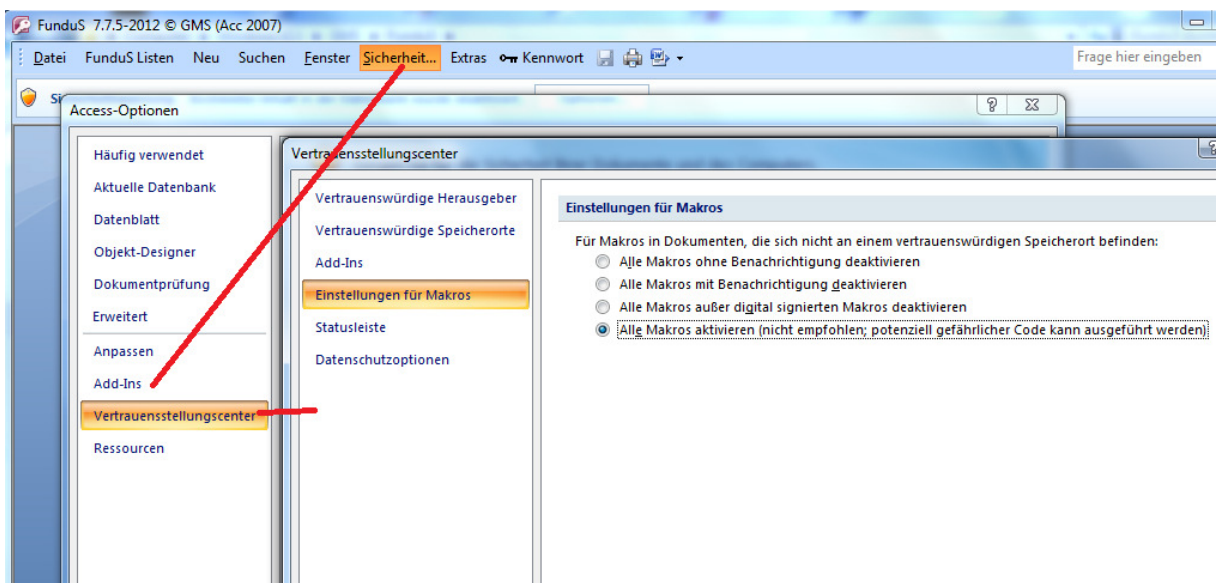 FunduS 7.7.5-2012 © GMS (Acc 2007)
Datei FunduS Listen Neu Suchen Fenster Sicherheit... Extras Kennwort Frage hier eingeben
Access-Optionen
Häufig verwendet
Aktuelle Datenbank
Datenblatt
Objekt-Designer
Dokumentprüfung
Erweitert
Anpassen
Add-Ins
Vertrauensstellungscenter
Ressourcen
Vertrauensstellungscenter
Vertrauenswürdige Herausgeber
Vertrauenswürdige Speicherorte
Add-Ins
Einstellungen für Makros
Statusleiste
Datenschutzoptionen
Einstellungen für Makros
Für Makros in Dokumenten, die sich nicht an einem vertrauenswürdigen Speicherort befinden:
Alle Makros ohne Benachrichtigung deaktivieren
Alle Makros mit Benachrichtigung deaktivieren
Alle Makros außer digital signierten Makros deaktivieren
Alle Makros aktivieren (nicht empfohlen; potenziell gefährlicher Code kann ausgeführt werden)